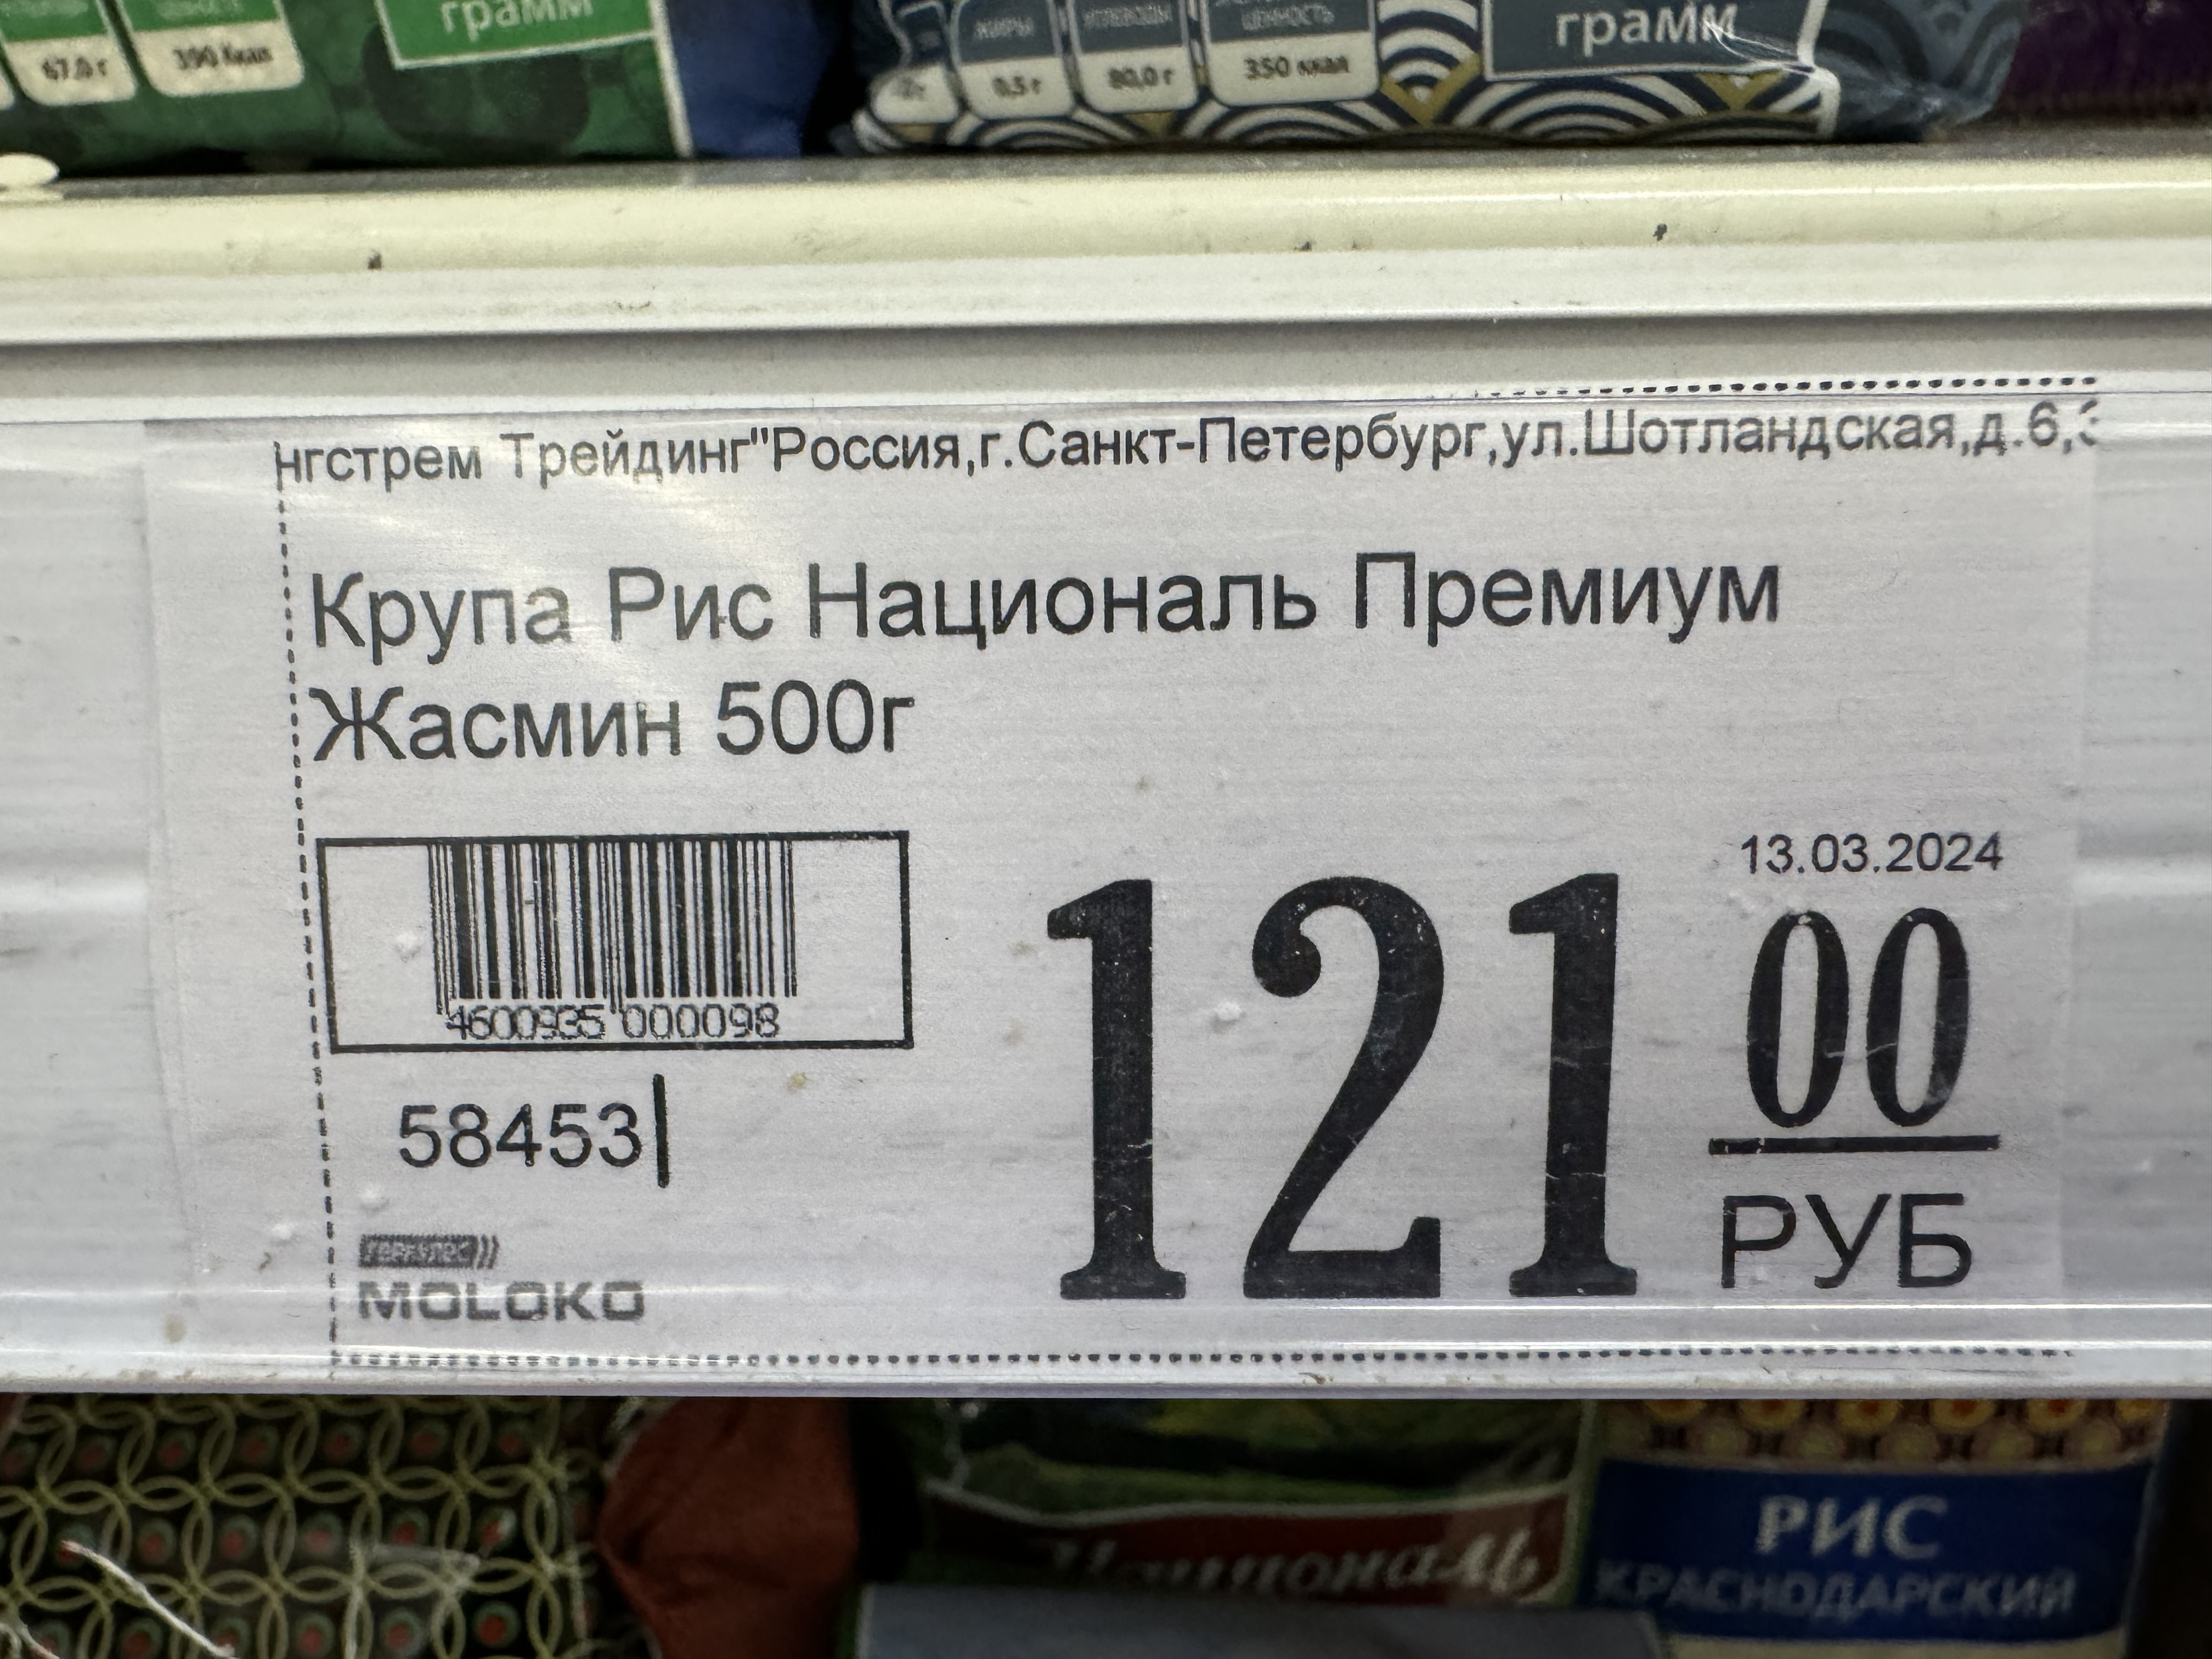 грамм
67.0 г
390 Ккал
жиры
углеводы
ценность
грамм
0,5 г
80,0 г
350 ккал
нгстрем Трейдинг"Россия,г.Санкт-Петербург,ул.Шотландская,д.6,
Крупа Рис Националь Премиум
Жасмин 500г
13.03.2024
4600935 000098
121 00
РУБ
58453
MOLOKO
Националь
РИС
КРАСНОДАРСКИЙ